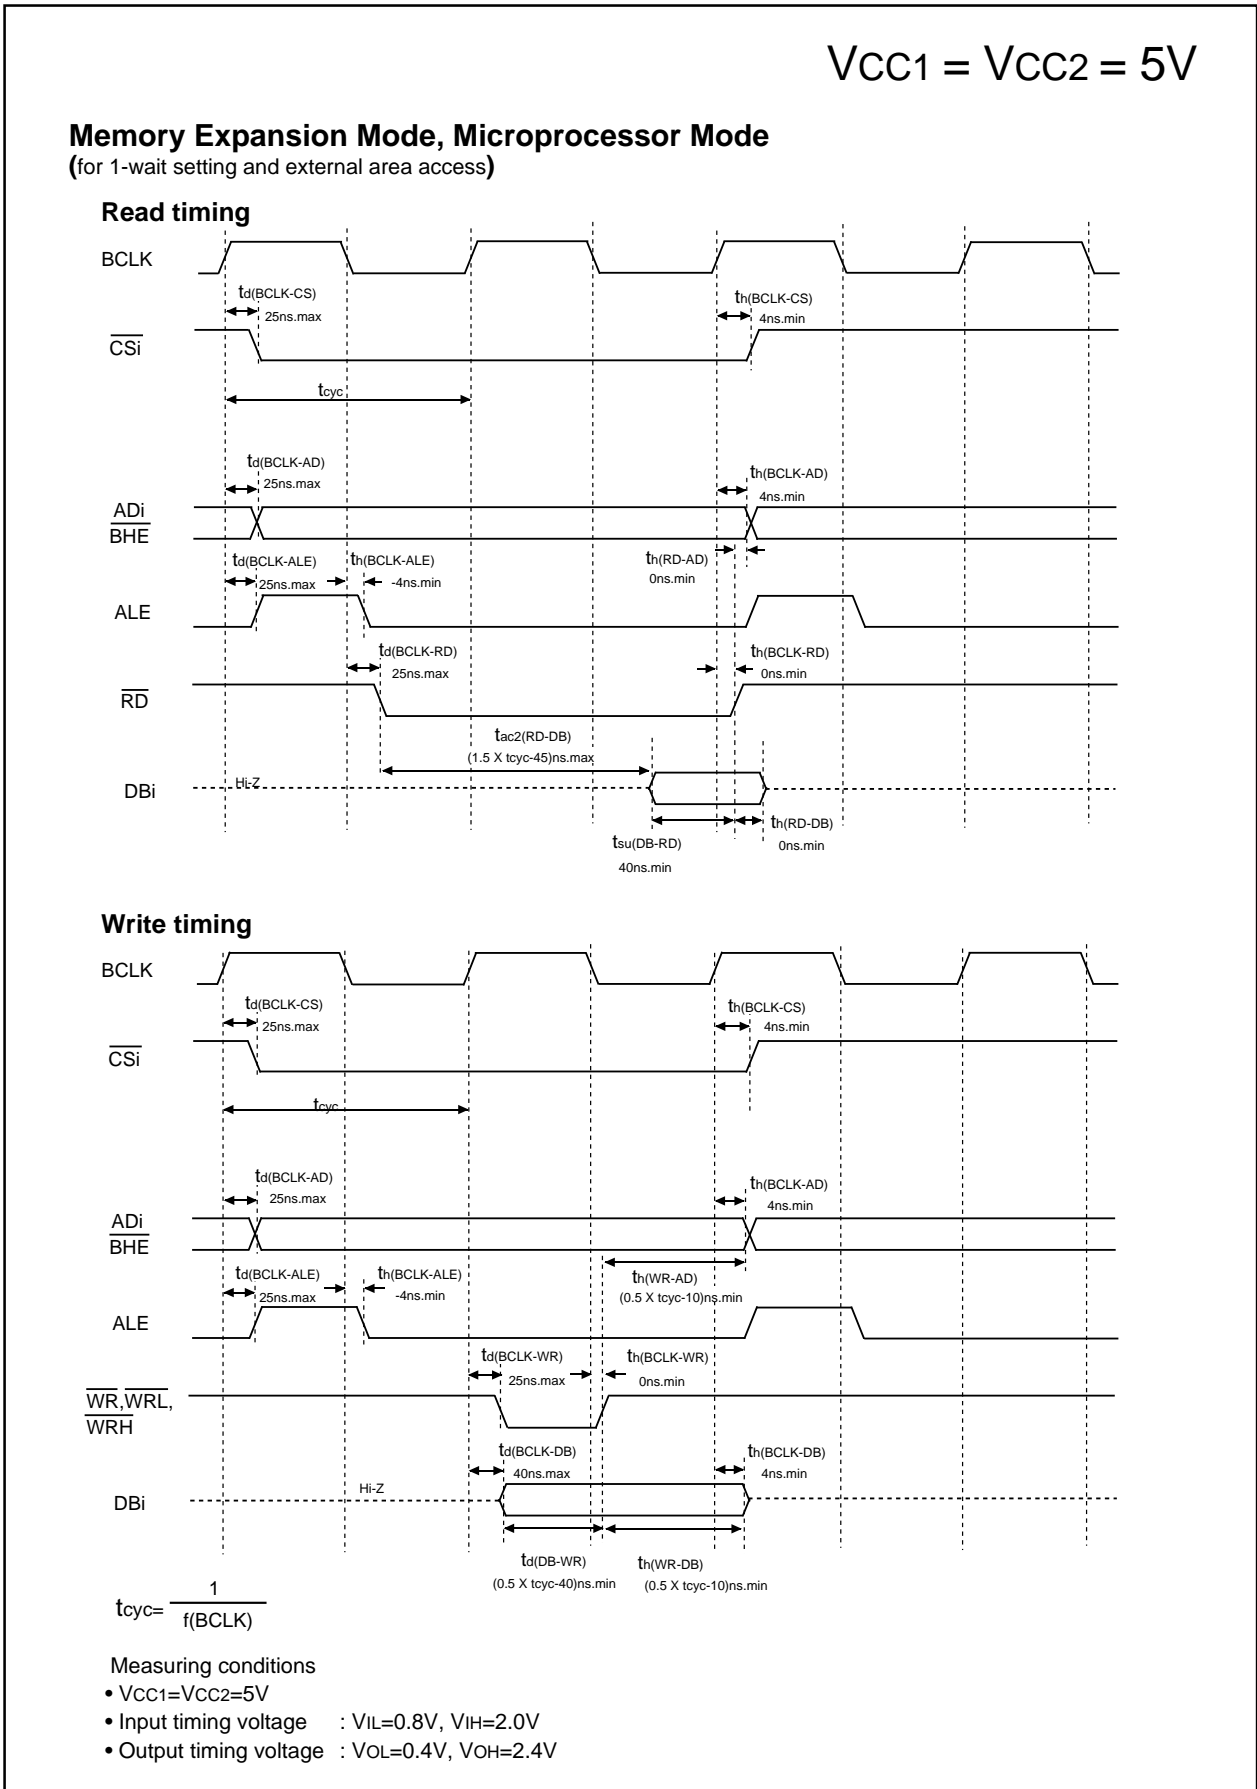 VCC1 = VCC2 = 5V
Memory Expansion Mode, Microprocessor Mode
(for 1-wait setting and external area access)
Read timing
BCLK
td(BCLK-CS)
25ns.max
th(BCLK-CS)
4ns.min
CSi
tcyc
td(BCLK-AD)
25ns.max
th(BCLK-AD)
4ns.min
ADi
BHE
td(BCLK-ALE)
25ns.max
th(BCLK-ALE)
-4ns.min
th(RD-AD)
0ns.min
ALE
td(BCLK-RD)
25ns.max
th(BCLK-RD)
0ns.min
RD
tac2(RD-DB)
(1.5 X tcyc-45)ns.max
Hi-Z
DBi
tsu(DB-RD)
40ns.min
th(RD-DB)
0ns.min
Write timing
BCLK
td(BCLK-CS)
25ns.max
th(BCLK-CS)
4ns.min
CSi
tcyc
td(BCLK-AD)
25ns.max
th(BCLK-AD)
4ns.min
ADi
BHE
td(BCLK-ALE)
25ns.max
th(BCLK-ALE)
-4ns.min
th(WR-AD)
(0.5 X tcyc-10)ns.min
ALE
td(BCLK-WR)
25ns.max
th(BCLK-WR)
0ns.min
WR,WRL,
WRH
td(BCLK-DB)
40ns.max
th(BCLK-DB)
4ns.min
Hi-Z
DBi
td(DB-WR)
(0.5 X tcyc-40)ns.min
th(WR-DB)
(0.5 X tcyc-10)ns.min
1
tcyc=
f(BCLK)
Measuring conditions
• VCC1=VCC2=5V
• Input timing voltage : VIL=0.8V, VIH=2.0V
• Output timing voltage : VOL=0.4V, VOH=2.4V